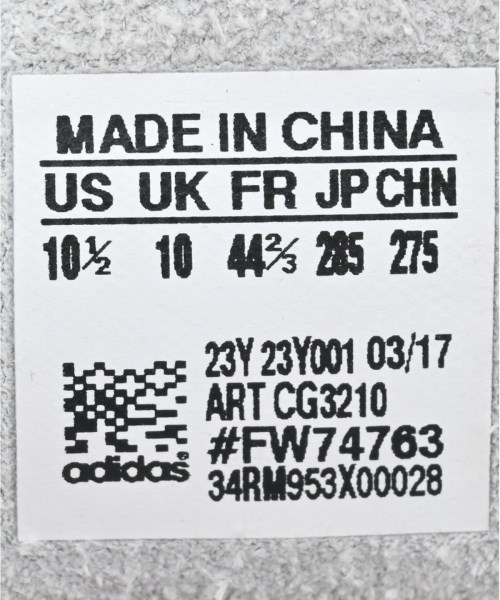 MADE IN CHINA
US UK FR JP CHN
10½ 10 44⅔ 285 275
23Y 23Y001 03/17
ART CG3210
#FW74763
34RM953X00028
adidas®